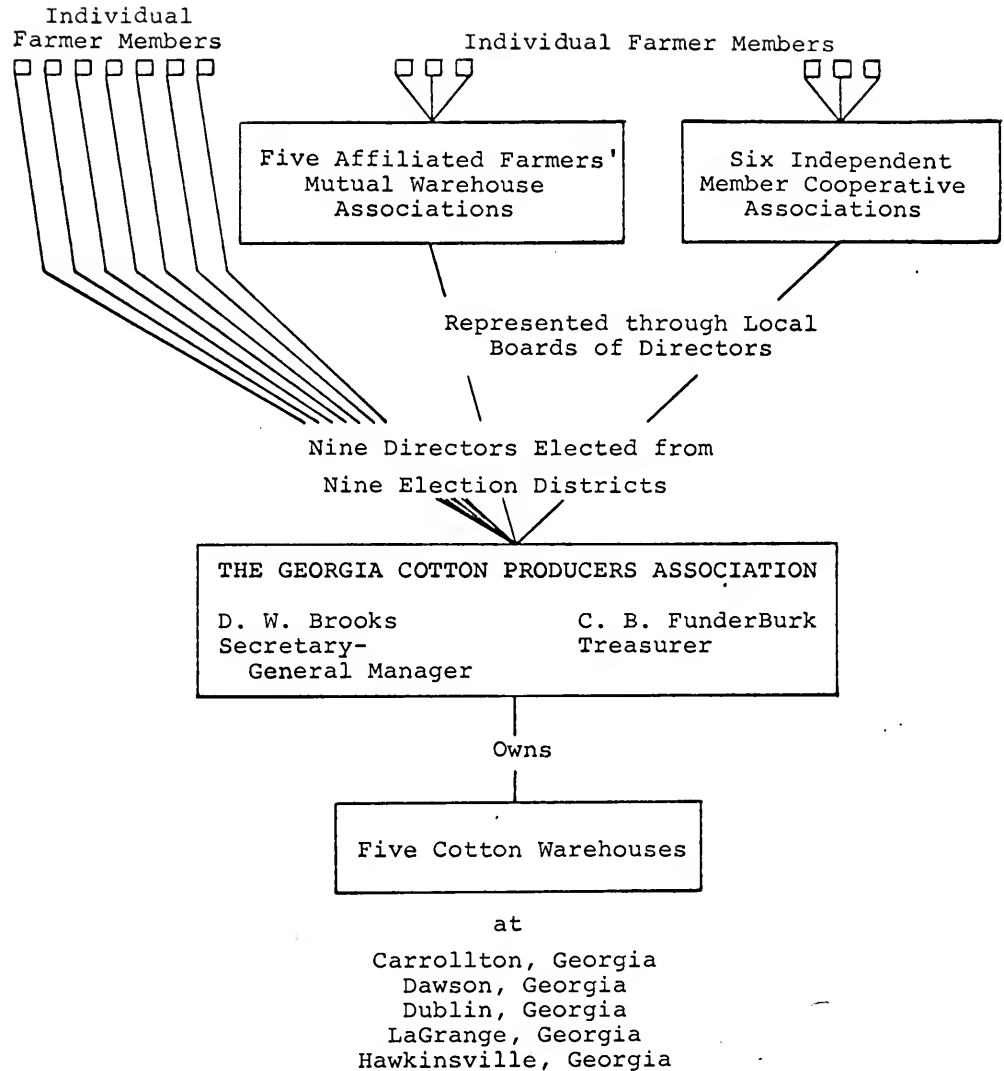 Individual
Farmer Members
Individual Farmer Members
Five Affiliated Farmers'
Mutual Warehouse
Associations
Six Independent
Member Cooperative
Associations
Represented through Local
Boards of Directors
Nine Directors Elected from
Nine Election Districts
THE GEORGIA COTTON PRODUCERS ASSOCIATION
D. W. Brooks
Secretary-
General Manager
C. B. FunderBurk
Treasurer
Owns
Five Cotton Warehouses
at
Carrollton, Georgia
Dawson, Georgia
Dublin, Georgia
LaGrange, Georgia
Hawkinsville, Georgia